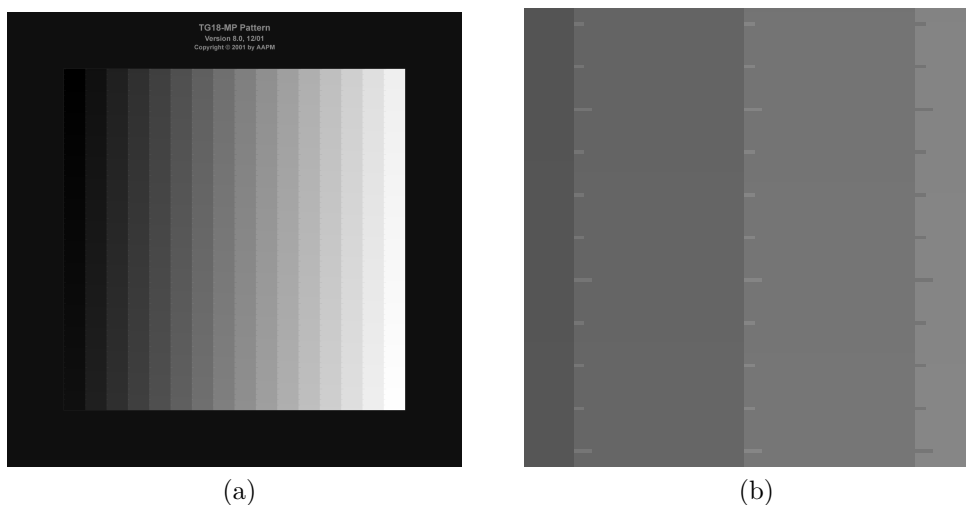 TG18-MP Pattern
Version 8.0, 12/01
Copyright © 2001 by AAPM
(a)
(b)